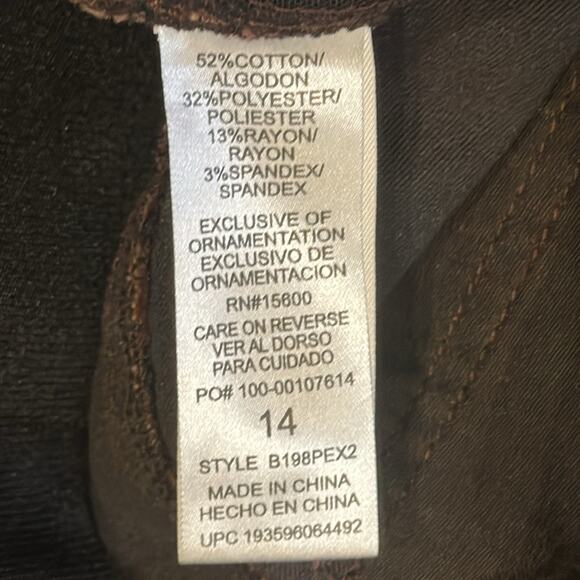 52%COTTON/
ALGODON
32%POLYESTER/
POLIESTER
13%RAYON/
RAYON
3%SPANDEX/
SPANDEX
EXCLUSIVE OF
ORNAMENTATION
EXCLUSIVO DE
ORNAMENTACION
RN#15600
CARE ON REVERSE
VER AL DORSO
PARA CUIDADO
PO# 100-00107614
14
STYLE B198PEX2
MADE IN CHINA
HECHO EN CHINA
UPC 193596064492